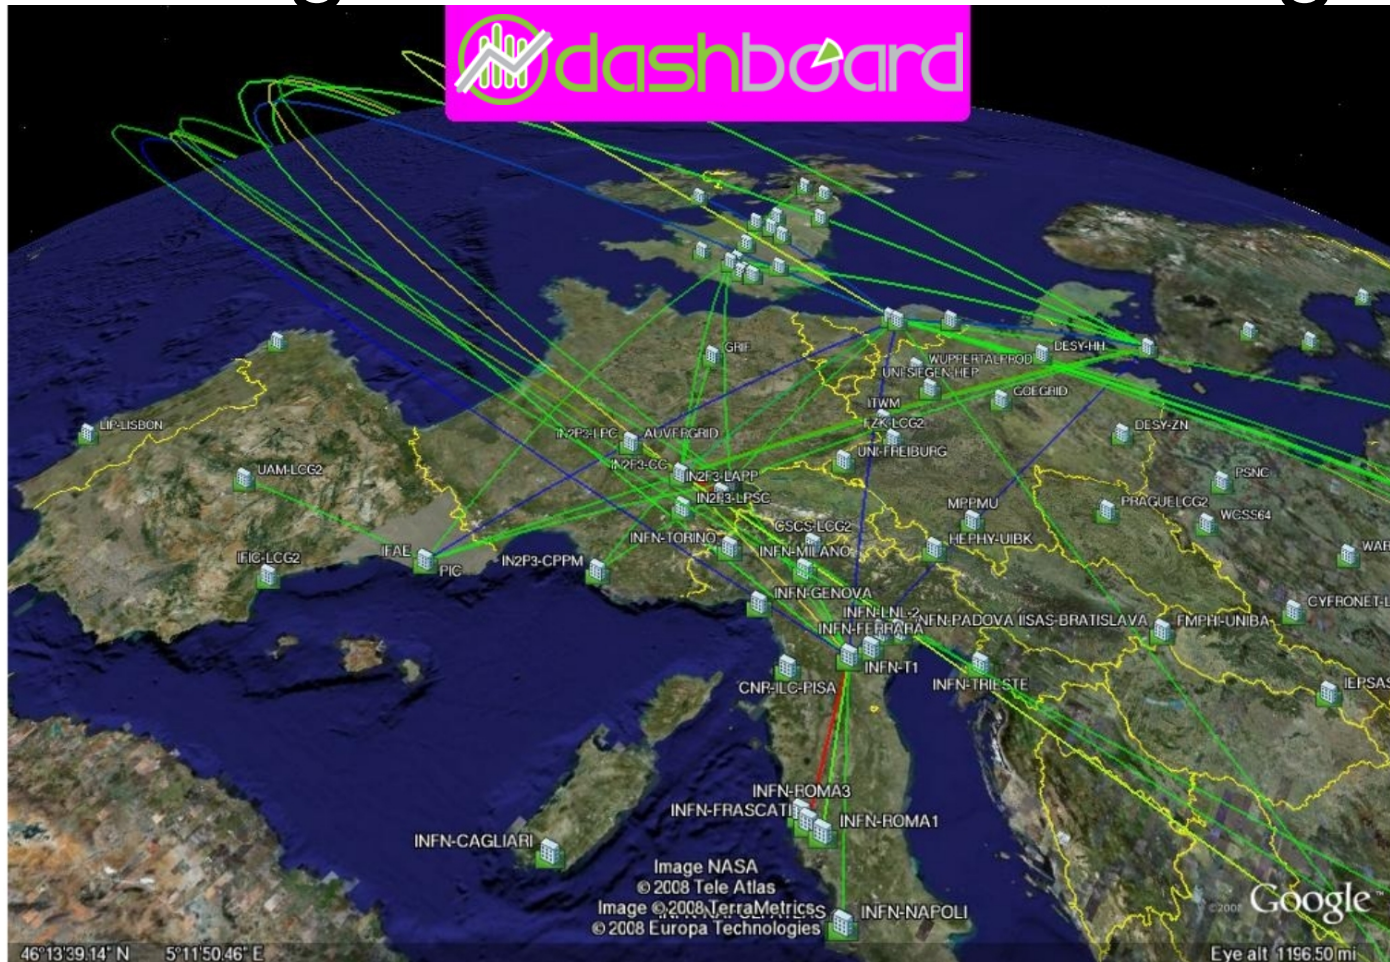 dashboard
GRIF
DESY-HH
WUPPERTALPROD
UNI-SIEGEN-HEP
GOEGRID
ITWM
LIP-LISBON
IN2P3-LPC
AUVERGRID
FZK-LCG2
DESY-ZN
UNI-FREIBURG
UAM-LCG2
IN2P3-CC
IN2P3-LAPP
PSNC
IN2P3-LPSC
MPPMU
PRAGUELCG2
WCSS64
CSCS-LCG2
INFN-TORINO
HEPHY-UIBK
IFAE
INFN-MILANO
WAR
IFIC-LCG2
PIC
IN2P3-CPPM
INFN-GENOVA
CYFRONET-L
INFN-LNL-2
NFN-PADOVA
IISAS-BRATISLAVA
FMPHI-UNIBA
INFN-FERRARA
INFN-T1
CNR-ILC-PISA
INFN-TRIESTE
IEPSAS
INFN-ROMA3
INFN-FRASCATI
INFN-ROMA1
INFN-CAGLIARI
Image NASA
© 2008 Tele Atlas
Image © 2008 TerraMetrics
INFN-NAPOLI
© 2008 Europa Technologies
©2008 Google™
46°13'39.14" N 5°11'50.46" E
Eye alt 1196.50 mi